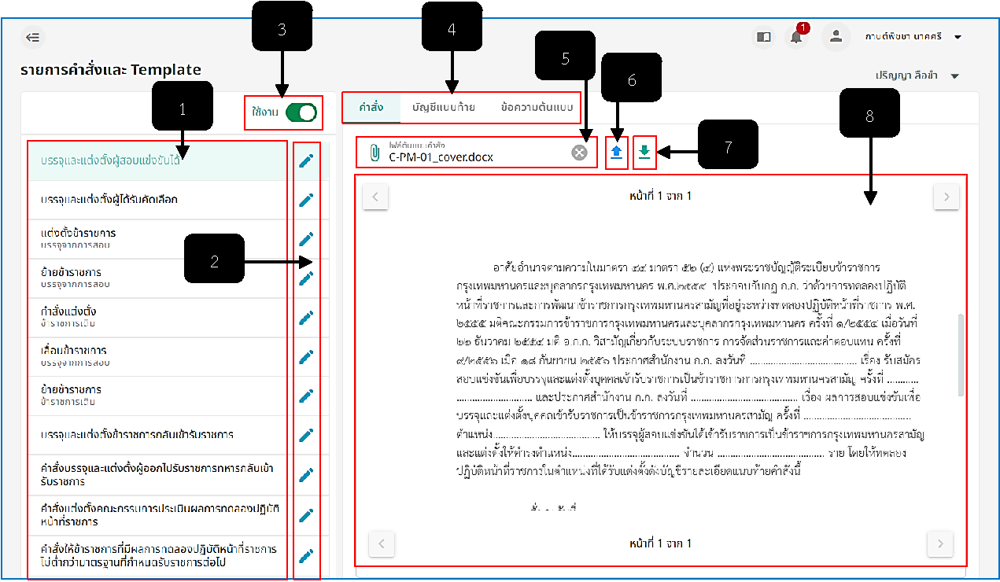 3
4
5
6
1
กานต์พิชชา นาคศรี
รายการคำสั่งและ Template
ปริญญา ลือขำ
1
ใช้งาน
คำสั่ง
บัญชีแนบท้าย
ข้อความต้นแบบ
8
7
ไฟล์ต้นแบบคำสั่ง
C-PM-01_cover.docx
บรรจุและแต่งตั้งผู้สอบแข่งขันได้
บรรจุและแต่งตั้งผู้ได้รับคัดเลือก
แต่งตั้งข้าราชการ
บรรจุจากการสอบ
2
ย้ายข้าราชการ
บรรจุจากการสอบ
คำสั่งแต่งตั้ง
ข้าราชการเดิม
เลื่อนข้าราชการ
บรรจุจากการสอบ
ย้ายข้าราชการ
ข้าราชการเดิม
บรรจุและแต่งตั้งข้าราชการกลับเข้ารับราชการ
คำสั่งบรรจุและแต่งตั้งผู้ออกไปรับราชการทหารกลับเข้า
รับราชการ
คำสั่งแต่งตั้งคณะกรรมการประเมินผลการทดลองปฏิบัติ
หน้าที่ราชการ
คำสั่งให้ข้าราชการที่มีผลการทดลองปฏิบัติหน้าที่ราชการ
ไม่ต่ำกว่ามาตรฐานที่กำหนดรับราชการต่อไป
หน้าที่ 1 จาก 1
อาศัยอำนาจตามความในมาตรา ๔๔ มาตรา ๕๒ (๔) แห่งพระราชบัญญัติระเบียบข้าราชการ
กรุงเทพมหานครและบุคลากรกรุงเทพมหานคร พ.ศ.๒๕๕๔ ประกอบกับกฎ ก.ก. ว่าด้วยการทดลองปฏิบัติ
หน้าที่ราชการและการพัฒนาข้าราชการกรุงเทพมหานครสามัญที่อยู่ระหว่างทดลองปฏิบัติหน้าที่ราชการ พ.ศ.
๒๕๕๕ มติคณะกรรมการข้าราชการกรุงเทพมหานครและบุคลากรกรุงเทพมหานคร ครั้งที่ ๑/๒๕๕๔ เมื่อวันที่
๒๒ ธันวาคม ๒๕๕๔ มติ อ.ก.ก. วิสามัญเกี่ยวกับระบบราชการ การจัดส่วนราชการและค่าตอบแทน ครั้งที่
๙/๒๕๕๖ เมื่อ ๑๘ กันยายน ๒๕๕๖ ประกาศสำนักงาน ก.ก. ลงวันที่ ........................................ เรื่อง รับสมัคร
สอบแข่งขันเพื่อบรรจุและแต่งตั้งบุคคลเข้ารับราชการเป็นข้าราชการกรุงเทพมหานครสามัญ ครั้งที่ ............
............................ และประกาศสำนักงาน ก.ก. ลงวันที่ ........................................ เรื่อง ผลการสอบแข่งขันเพื่อ
บรรจุและแต่งตั้งบุคคลเข้ารับราชการเป็นข้าราชการกรุงเทพมหานครสามัญ ครั้งที่ ........................................
ตำแหน่ง........................................ ให้บรรจุผู้สอบแข่งขันได้เข้ารับราชการเป็นข้าราชการกรุงเทพมหานครสามัญ
และแต่งตั้งให้ดำรงตำแหน่ง........................................ จำนวน ........................................ ราย โดยให้ทดลอง
ปฏิบัติหน้าที่ราชการในตำแหน่งที่ได้รับแต่งตั้งดังบัญชีรายละเอียดแนบท้ายคำสั่งนี้
หน้าที่ 1 จาก 1